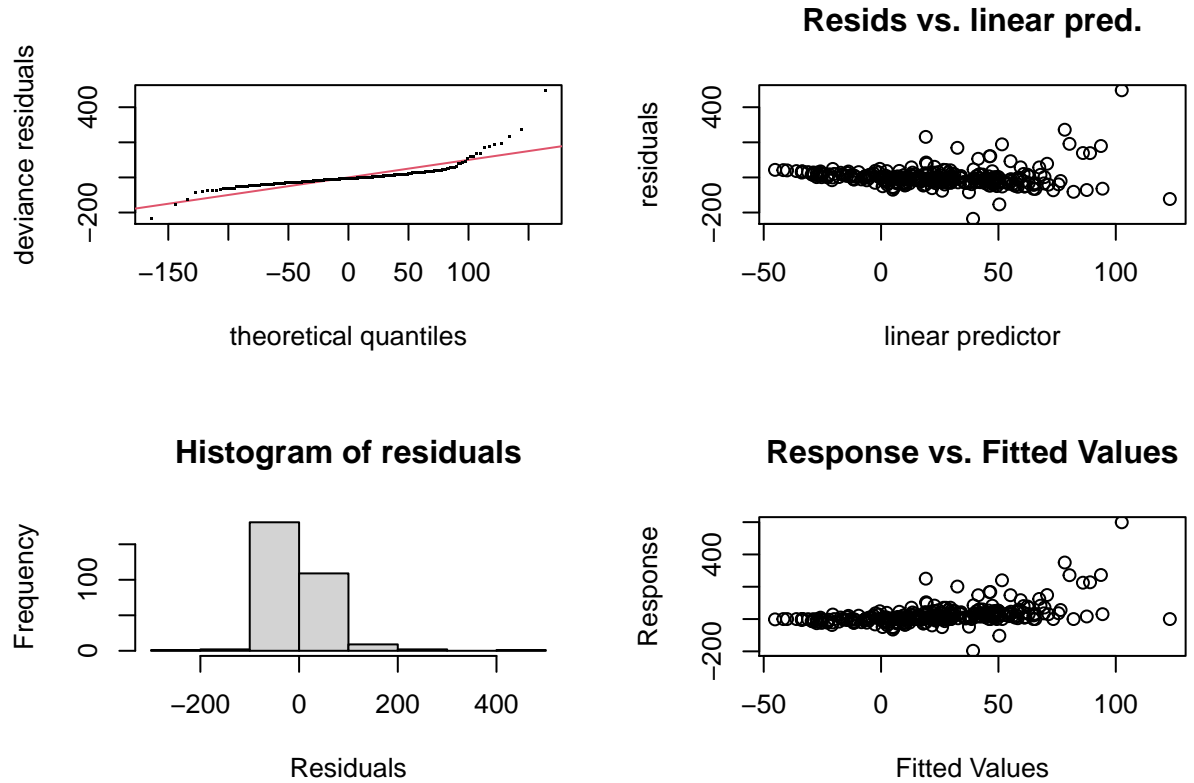 deviance residuals
400
−200
−150
−50
0
50
100
theoretical quantiles
Resids vs. linear pred.
residuals
400
−200
−50
0
50
100
linear predictor
Histogram of residuals
Frequency
100
0
−200
0
200
400
Residuals
Response vs. Fitted Values
Response
400
−200
−50
0
50
100
Fitted Values